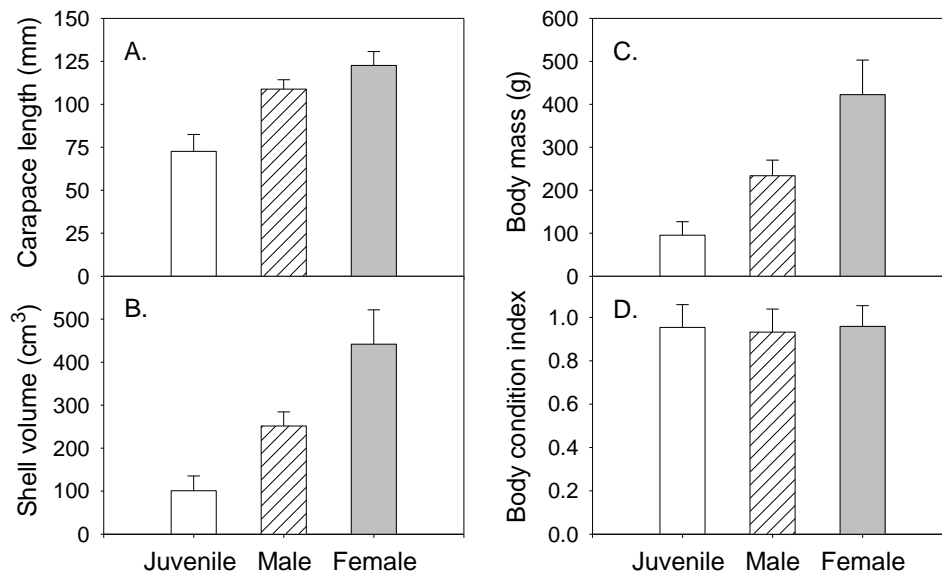 A.
Carapace length (mm)
150
125
100
75
50
25
0
B.
Shell volume (cm³)
500
400
300
200
100
0
Juvenile Male Female
C.
Body mass (g)
600
500
400
300
200
100
0
D.
Body condition index
1.0
0.8
0.6
0.4
0.2
0.0
Juvenile Male Female